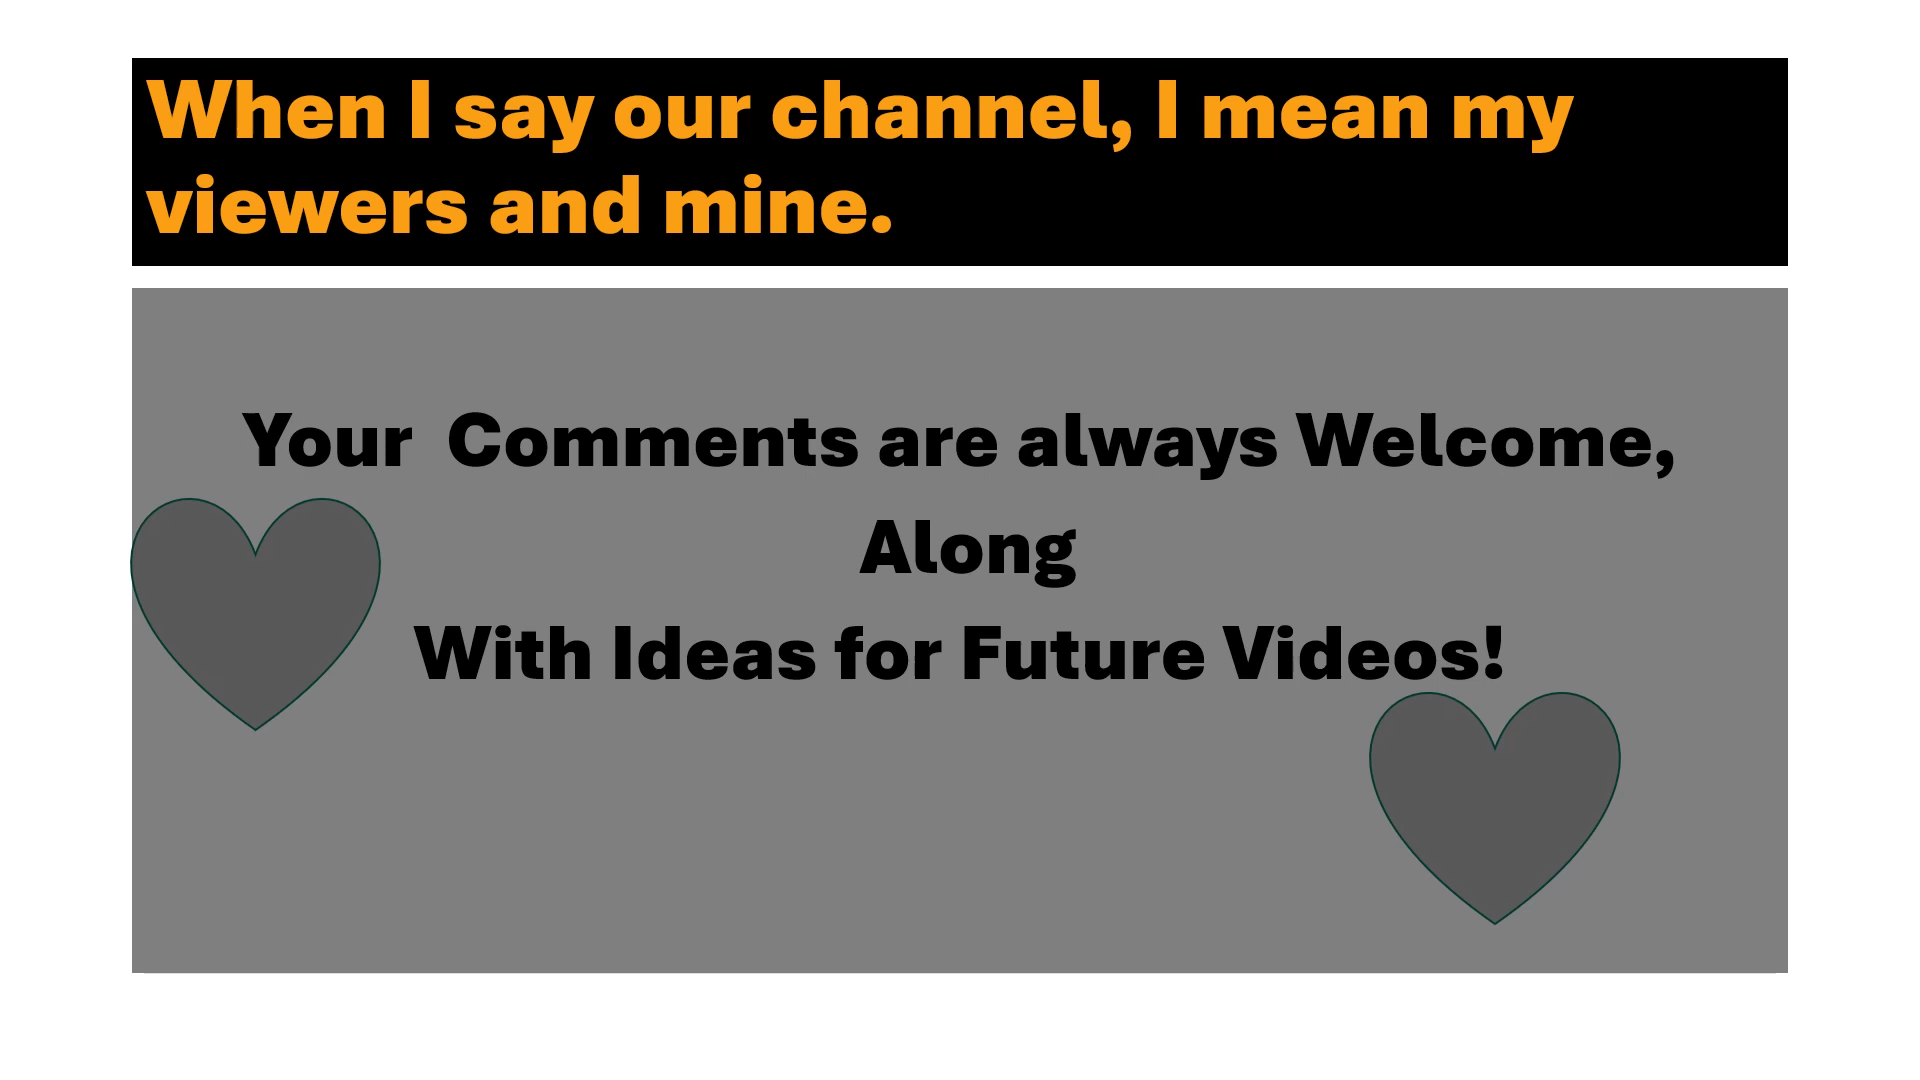 When I say our channel, I mean my
viewers and mine.
Your  Comments are always Welcome,
Along
With Ideas for Future Videos!